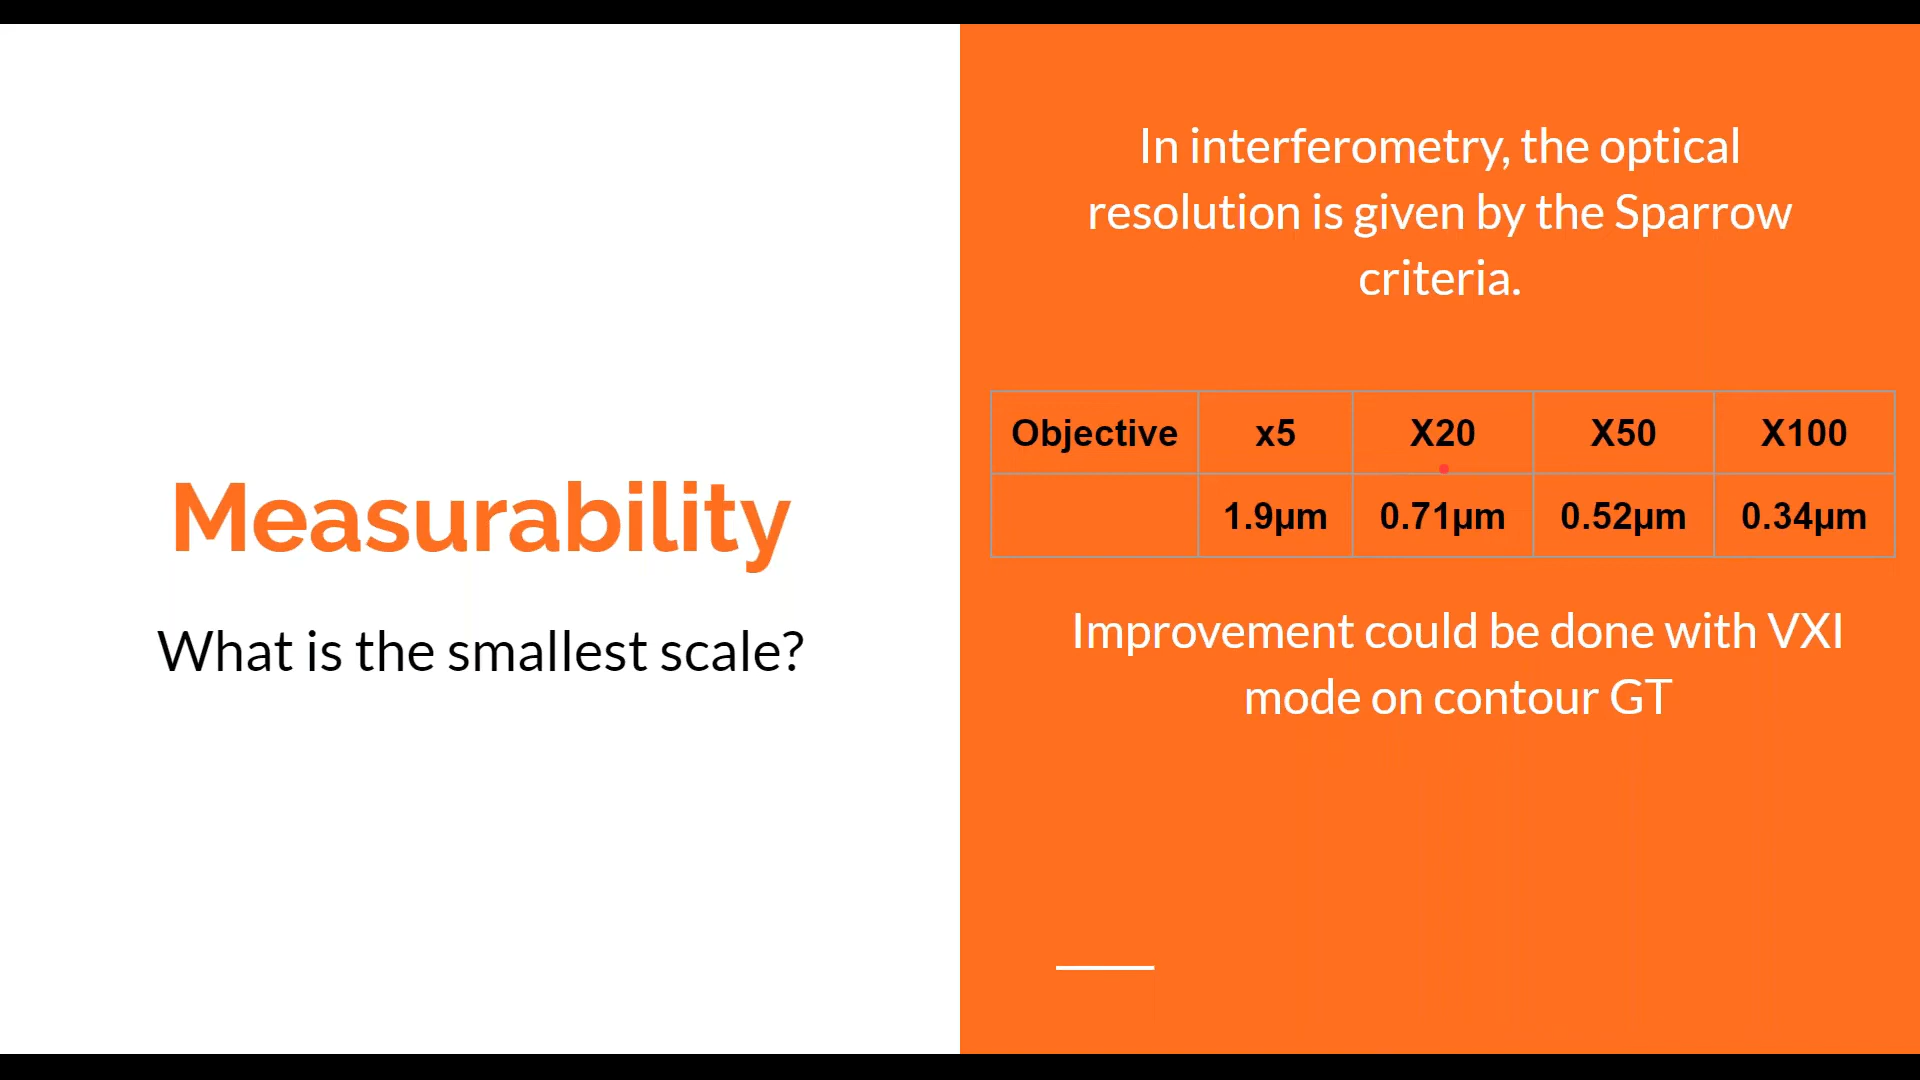 Measurability
What is the smallest scale?
In interferometry, the optical
resolution is given by the Sparrow
criteria.
Objective x5 X20 X50 X100
1.9µm 0.71µm 0.52µm 0.34µm
Improvement could be done with VXI
mode on contour GT